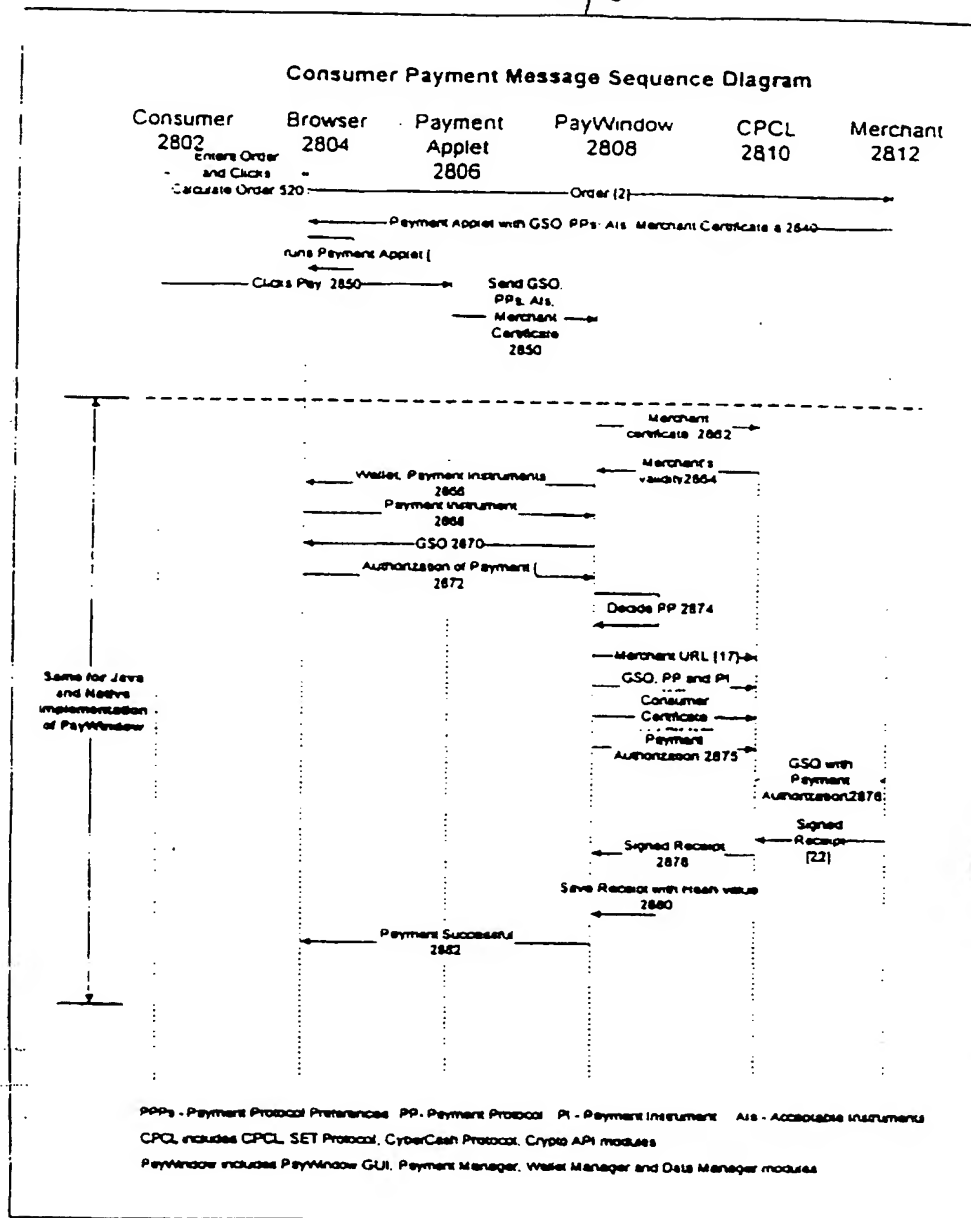 Consumer Payment Message Sequence Diagram
Consumer
2802
Browser
2804
Payment
Applet
2806
PayWindow
2808
CPCL
2810
Merchant
2812
Enters Order
and Clicks
Calculate Order
Order (2)
Payment Applet with GSO, PPs, AIs, Merchant Certificate a 2840
runs Payment Applet (
Clicks Pay 2850
Send GSO,
PPs, AIs,
Merchant
Certificate
2850
Merchant
certificate 2862
Merchant's
validity2864
Wallet, Payment Instruments
2866
Payment Instrument
2868
GSO 2870
Authorization of Payment (
2872
Decide PP 2874
Merchant URL [17]
GSO, PP and PI
Consumer
Certificate
Payment
Authorization 2875
GSO with
Payment
Authorization2876
Signed
Receipt
[22]
Signed Receipt
2878
Save Receipt with Hash value
2880
Payment Successful
2882
Same for Java
and Native
implementation
of PayWindow
PPPs - Payment Protocol Preferences PP- Payment Protocol PI - Payment Instrument AIs - Acceptable Instruments
CPCL includes CPCL, SET Protocol, CyberCash Protocol, Crypto API modules
PayWindow includes PayWindow GUI, Payment Manager, Wallet Manager and Data Manager modules